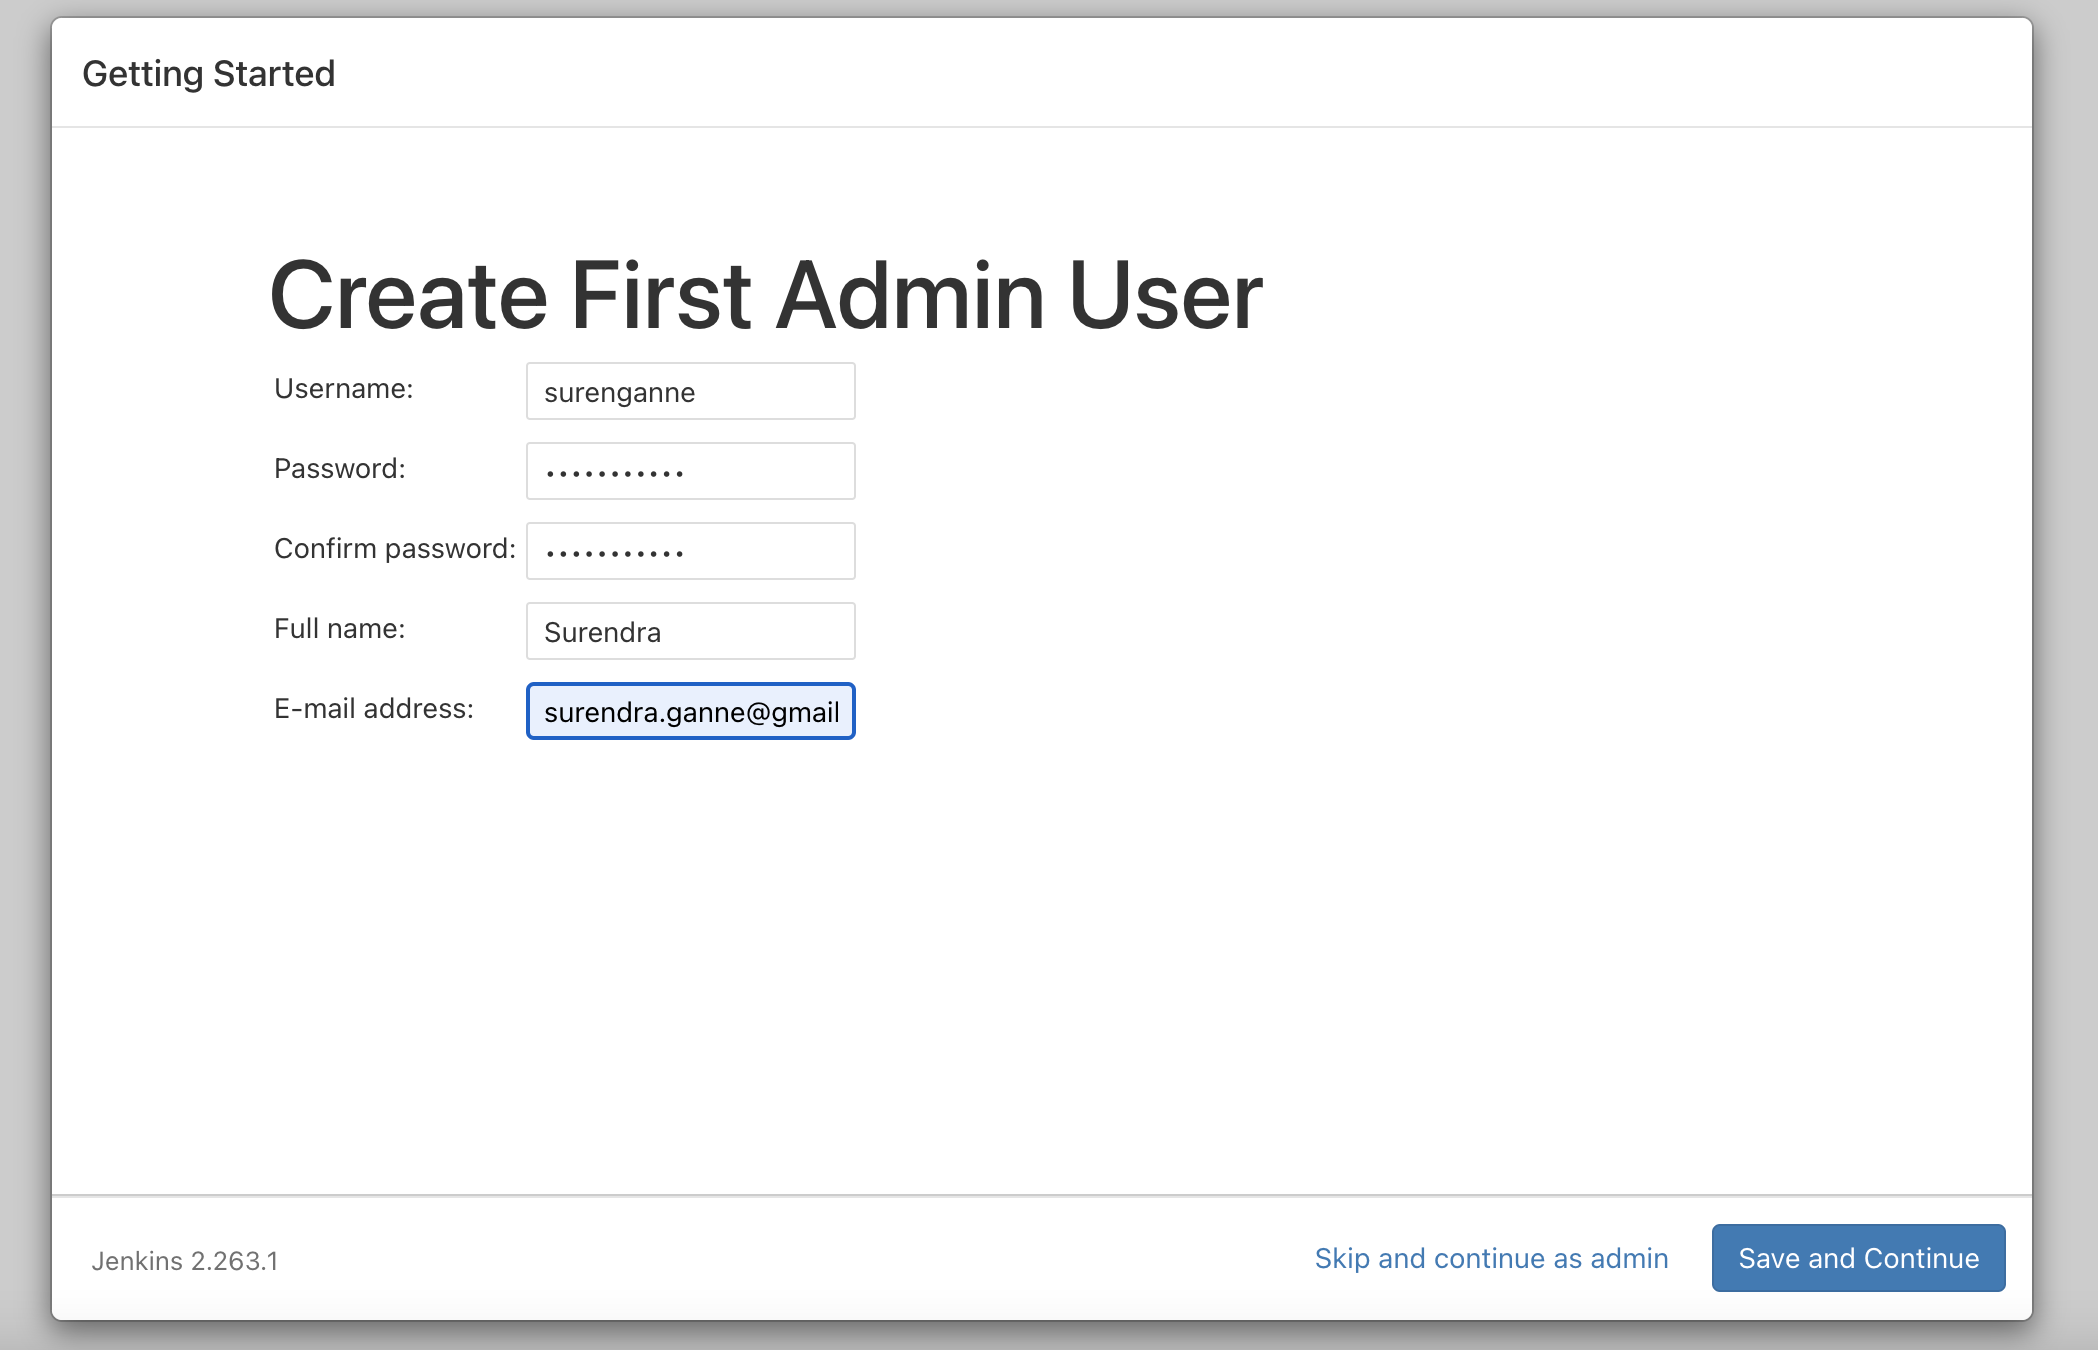 Getting Started
Create First Admin User
Username: surenganne
Password: •••••••••••
Confirm password: •••••••••••
Full name: Surendra
E-mail address: surendra.ganne@gmail
Jenkins 2.263.1
Skip and continue as admin
Save and Continue